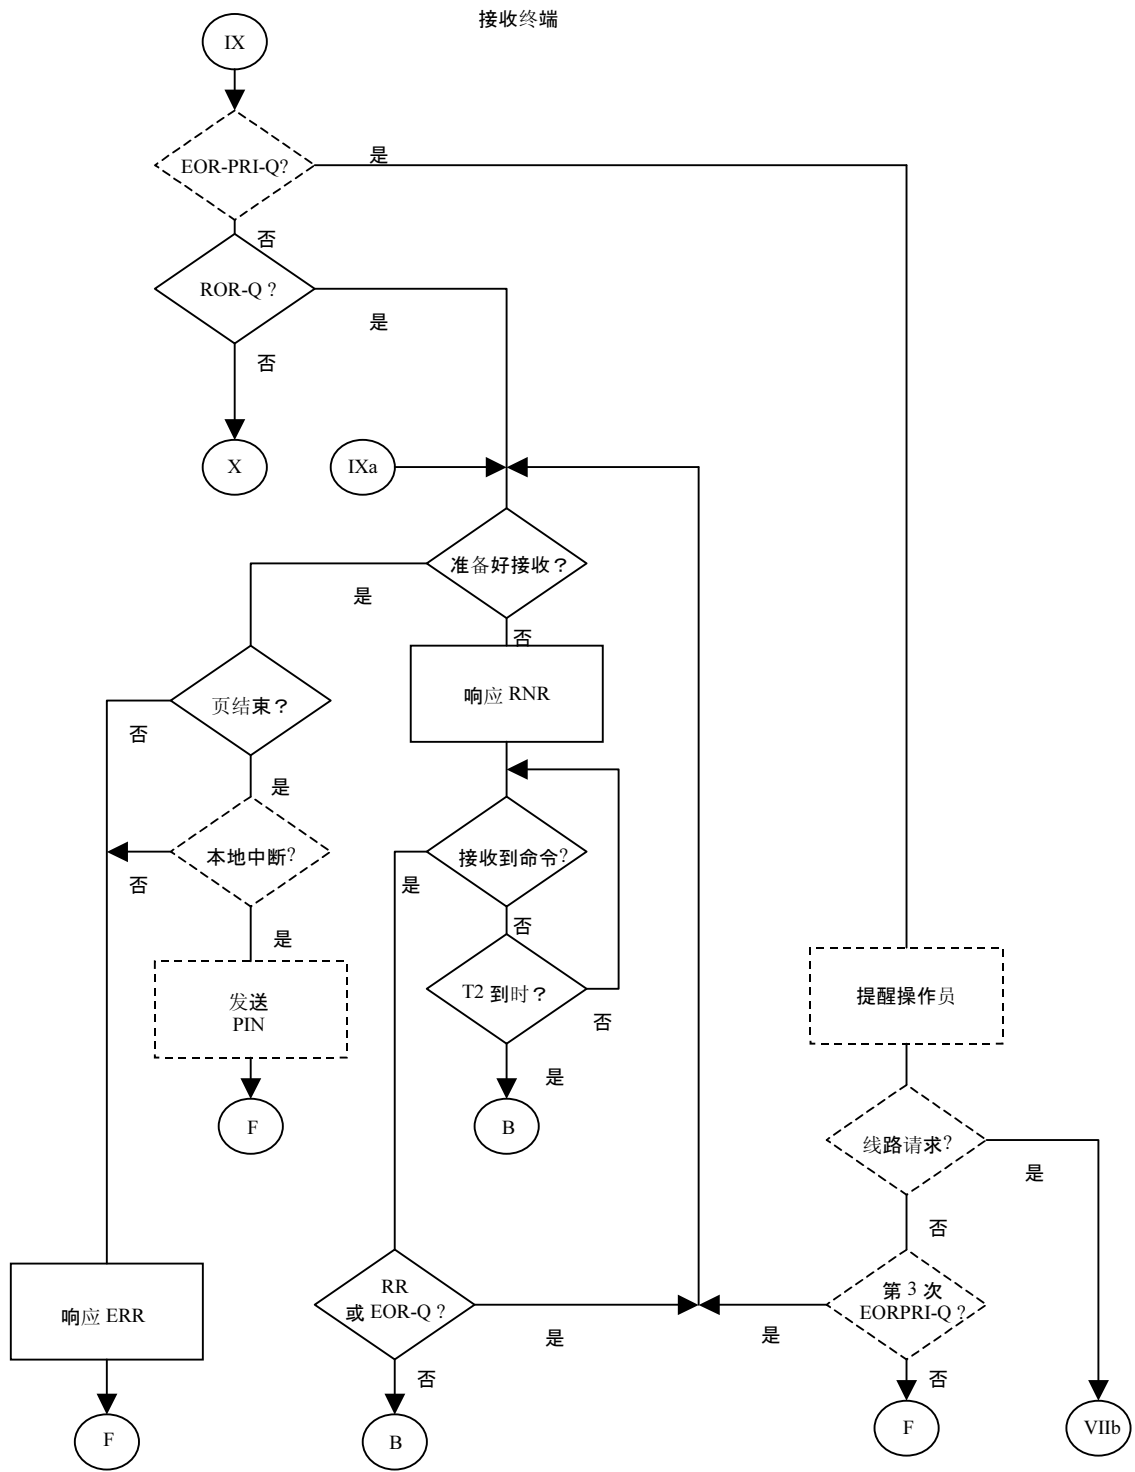 接收终端
IX
EOR-PRI-Q?
是
否
ROR-Q ?
是
否
X
IXa
准备好接收？
是
否
响应 RNR
页结束？
否
是
本地中断?
接收到命令?
否
是
否
是
发送
PIN
T2 到时？
否
是
提醒操作员
F
B
线路请求?
是
否
响应 ERR
RR
或 EOR-Q ?
是
第 3 次
EORPRI-Q ?
是
否
否
F
B
F
VIIb